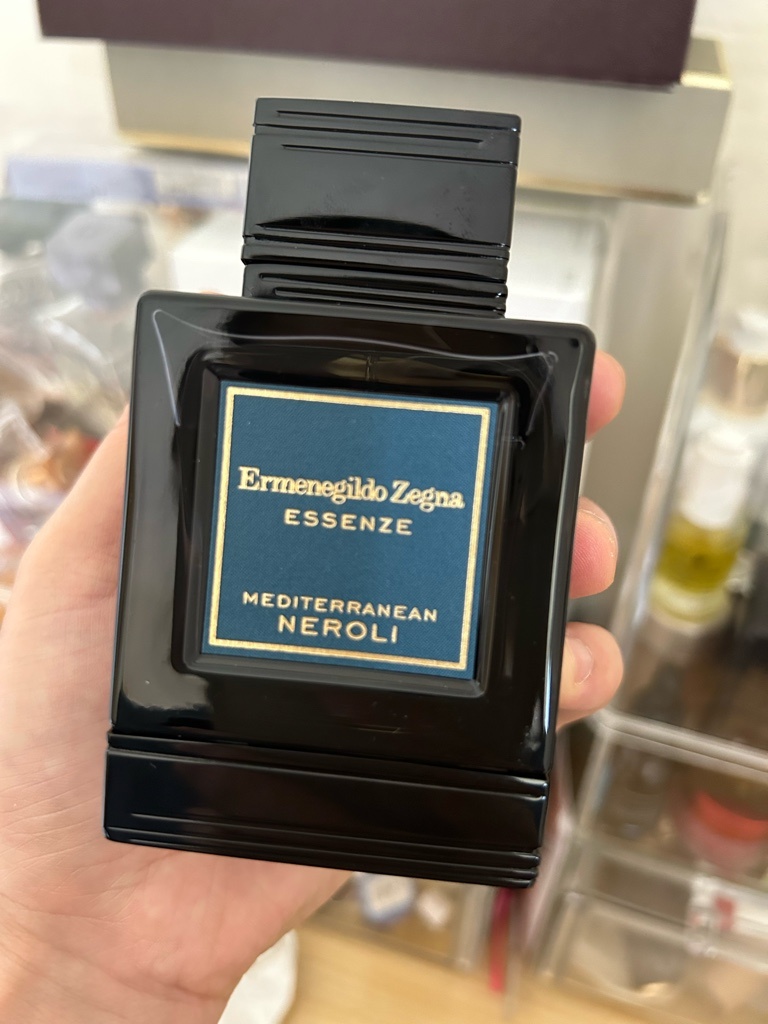 Ermenegildo Zegna
ESSENZE
MEDITERRANEAN
NEROLI